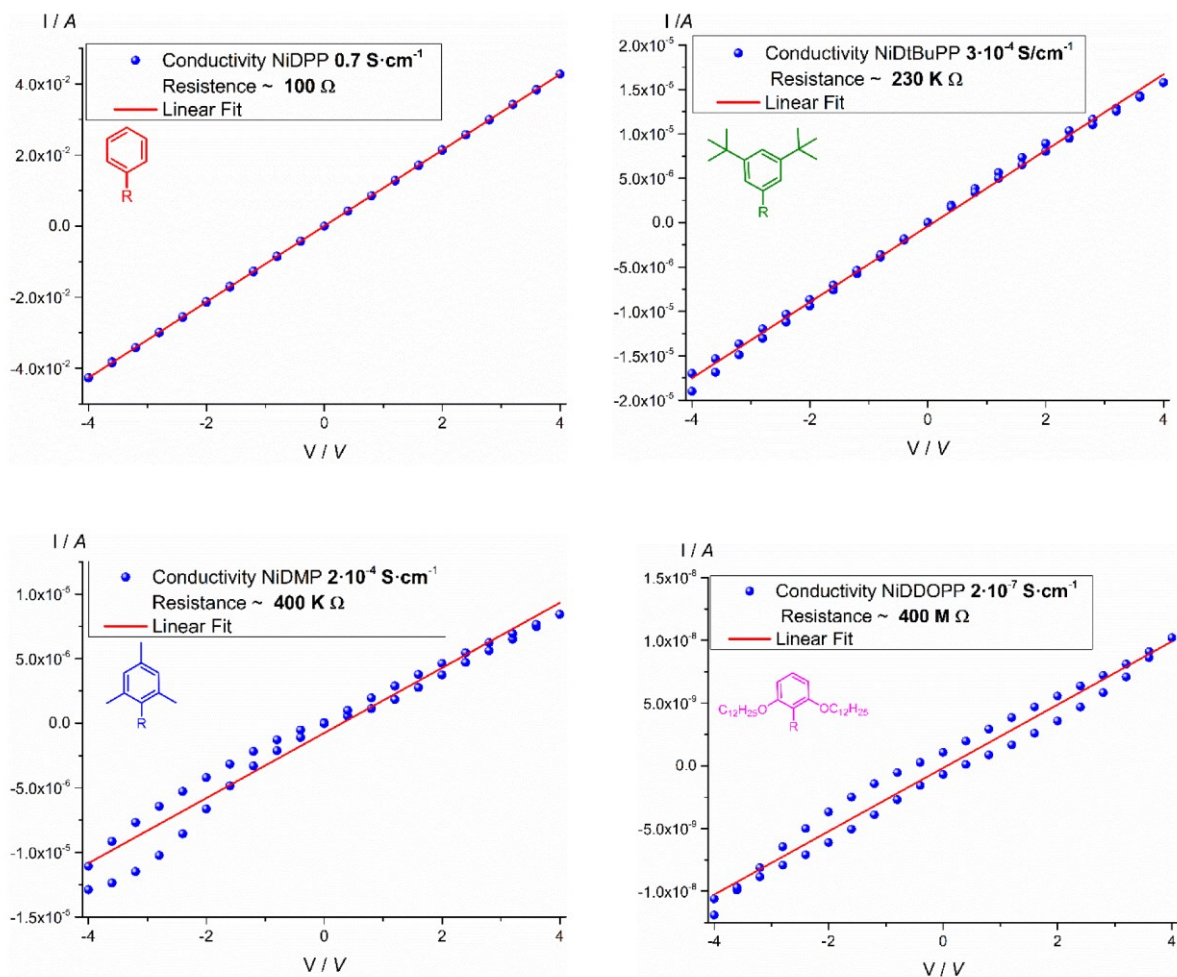 I / A
Conductivity NiDPP 0.7 S·cm⁻¹
Resistence ~ 100 Ω
Linear Fit
4.0x10⁻²
2.0x10⁻²
0.0
-2.0x10⁻²
-4.0x10⁻²
R
-4 -2 0 2 4
V / V
I /A
2.0x10⁻⁵
Conductivity NiDtBuPP 3·10⁻⁴ S/cm⁻¹
Resistance ~ 230 K Ω
Linear Fit
1.5x10⁻⁵
1.0x10⁻⁵
5.0x10⁻⁶
0.0
-5.0x10⁻⁶
-1.0x10⁻⁵
-1.5x10⁻⁵
-2.0x10⁻⁵
R
-4 -2 0 2 4
V / V
I / A
Conductivity NiDMP 2·10⁻⁴ S·cm⁻¹
Resistance ~ 400 K Ω
Linear Fit
1.0x10⁻⁵
5.0x10⁻⁶
0.0
-5.0x10⁻⁶
-1.0x10⁻⁵
-1.5x10⁻⁵
R
-4 -2 0 2 4
V / V
I / A
1.5x10⁻⁸
Conductivity NiDDOPP 2·10⁻⁷ S·cm⁻¹
Resistance ~ 400 M Ω
Linear Fit
1.0x10⁻⁸
5.0x10⁻⁹
0.0
-5.0x10⁻⁹
-1.0x10⁻⁸
C₁₂H₂₅O OC₁₂H₂₅
R
-4 -2 0 2 4
V / V